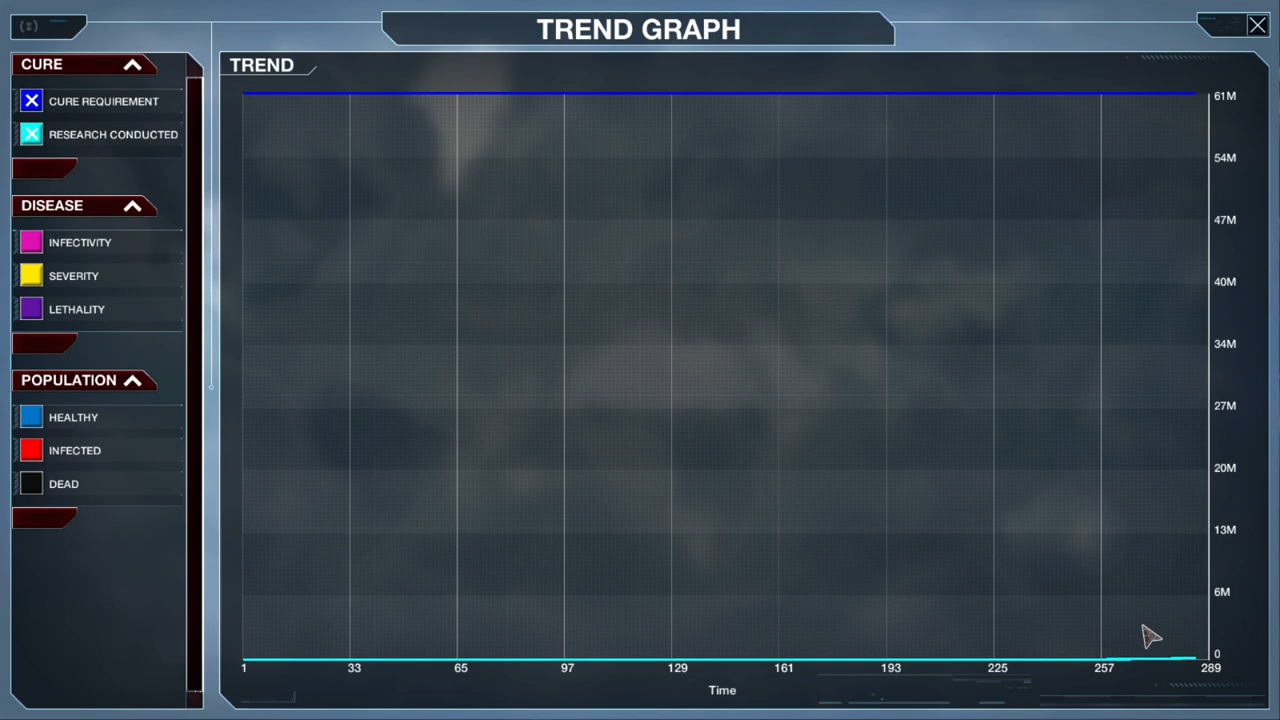 TREND GRAPH
CURE
CURE REQUIREMENT
RESEARCH CONDUCTED
DISEASE
INFECTIVITY
SEVERITY
LETHALITY
POPULATION
HEALTHY
INFECTED
DEAD
TREND
61M
54M
47M
40M
34M
27M
20M
13M
6M
0
1 33 65 97 129 161 193 225 257 289
Time